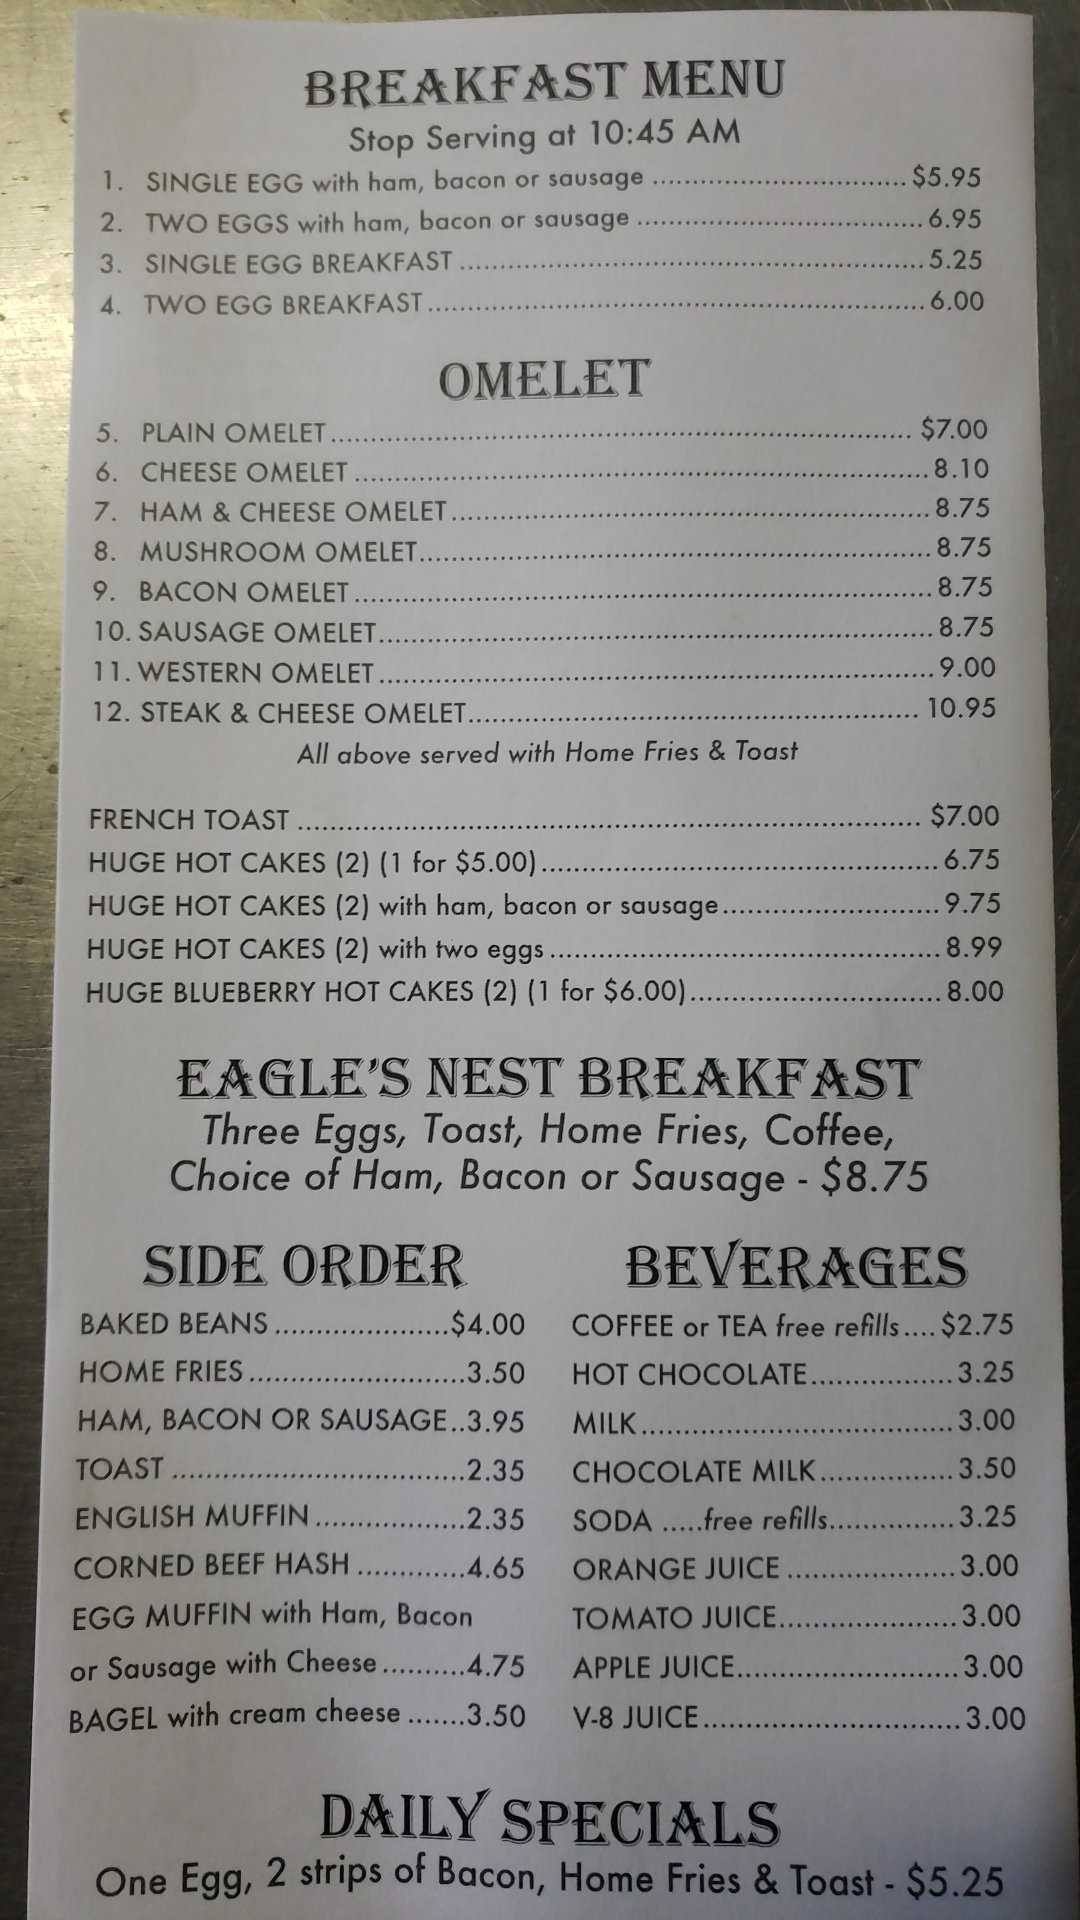 BREAKFAST MENU
Stop Serving at 10:45 AM
1. SINGLE EGG with ham, bacon or sausage ................................ $5.95
2. TWO EGGS with ham, bacon or sausage .................................... 6.95
3. SINGLE EGG BREAKFAST .......................................................... 5.25
4. TWO EGG BREAKFAST .............................................................. 6.00
OMELET
5. PLAIN OMELET ........................................................................ $7.00
6. CHEESE OMELET ........................................................................ 8.10
7. HAM & CHEESE OMELET ............................................................ 8.75
8. MUSHROOM OMELET ................................................................ 8.75
9. BACON OMELET ........................................................................ 8.75
10. SAUSAGE OMELET ..................................................................... 8.75
11. WESTERN OMELET ..................................................................... 9.00
12. STEAK & CHEESE OMELET ........................................................ 10.95
All above served with Home Fries & Toast
FRENCH TOAST ............................................................................. $7.00
HUGE HOT CAKES (2) (1 for $5.00) ................................................. 6.75
HUGE HOT CAKES (2) with ham, bacon or sausage ........................... 9.75
HUGE HOT CAKES (2) with two eggs ................................................ 8.99
HUGE BLUEBERRY HOT CAKES (2) (1 for $6.00) ............................... 8.00
EAGLE'S NEST BREAKFAST
Three Eggs, Toast, Home Fries, Coffee,
Choice of Ham, Bacon or Sausage - $8.75
SIDE ORDER
BAKED BEANS ...................... $4.00
HOME FRIES ........................... 3.50
HAM, BACON OR SAUSAGE .. 3.95
TOAST .................................... 2.35
ENGLISH MUFFIN ................... 2.35
CORNED BEEF HASH ............. 4.65
EGG MUFFIN with Ham, Bacon
or Sausage with Cheese .......... 4.75
BAGEL with cream cheese ....... 3.50
BEVERAGES
COFFEE or TEA free refills .... $2.75
HOT CHOCOLATE ................. 3.25
MILK ...................................... 3.00
CHOCOLATE MILK ................ 3.50
SODA .....free refills ............... 3.25
ORANGE JUICE ..................... 3.00
TOMATO JUICE ...................... 3.00
APPLE JUICE ........................... 3.00
V-8 JUICE ............................... 3.00
DAILY SPECIALS
One Egg, 2 strips of Bacon, Home Fries & Toast - $5.25